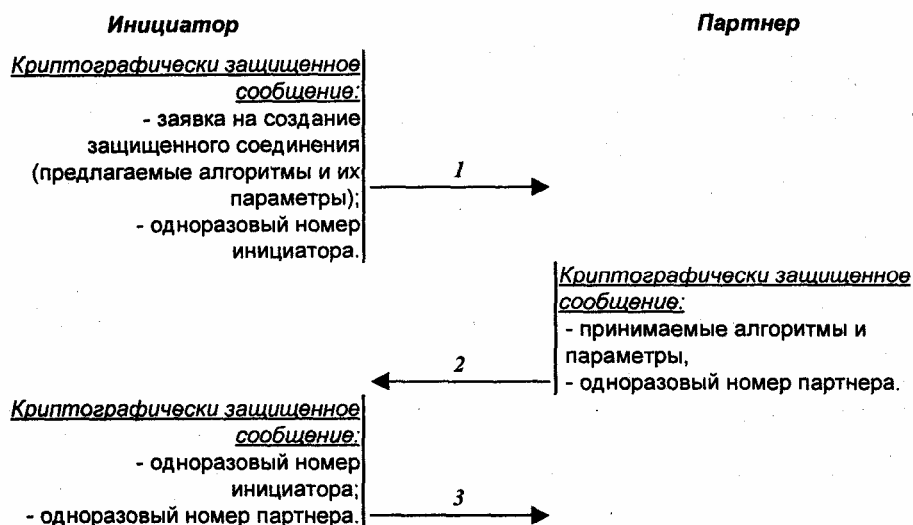 Инициатор
Партнер
Криптографически защищенное
сообщение:
- заявка на создание
защищенного соединения
(предлагаемые алгоритмы и их
параметры);
- одноразовый номер
инициатора.
1
Криптографически защищенное
сообщение:
- принимаемые алгоритмы и
параметры,
- одноразовый номер партнера.
2
Криптографически защищенное
сообщение:
- одноразовый номер
инициатора;
- одноразовый номер партнера.
3